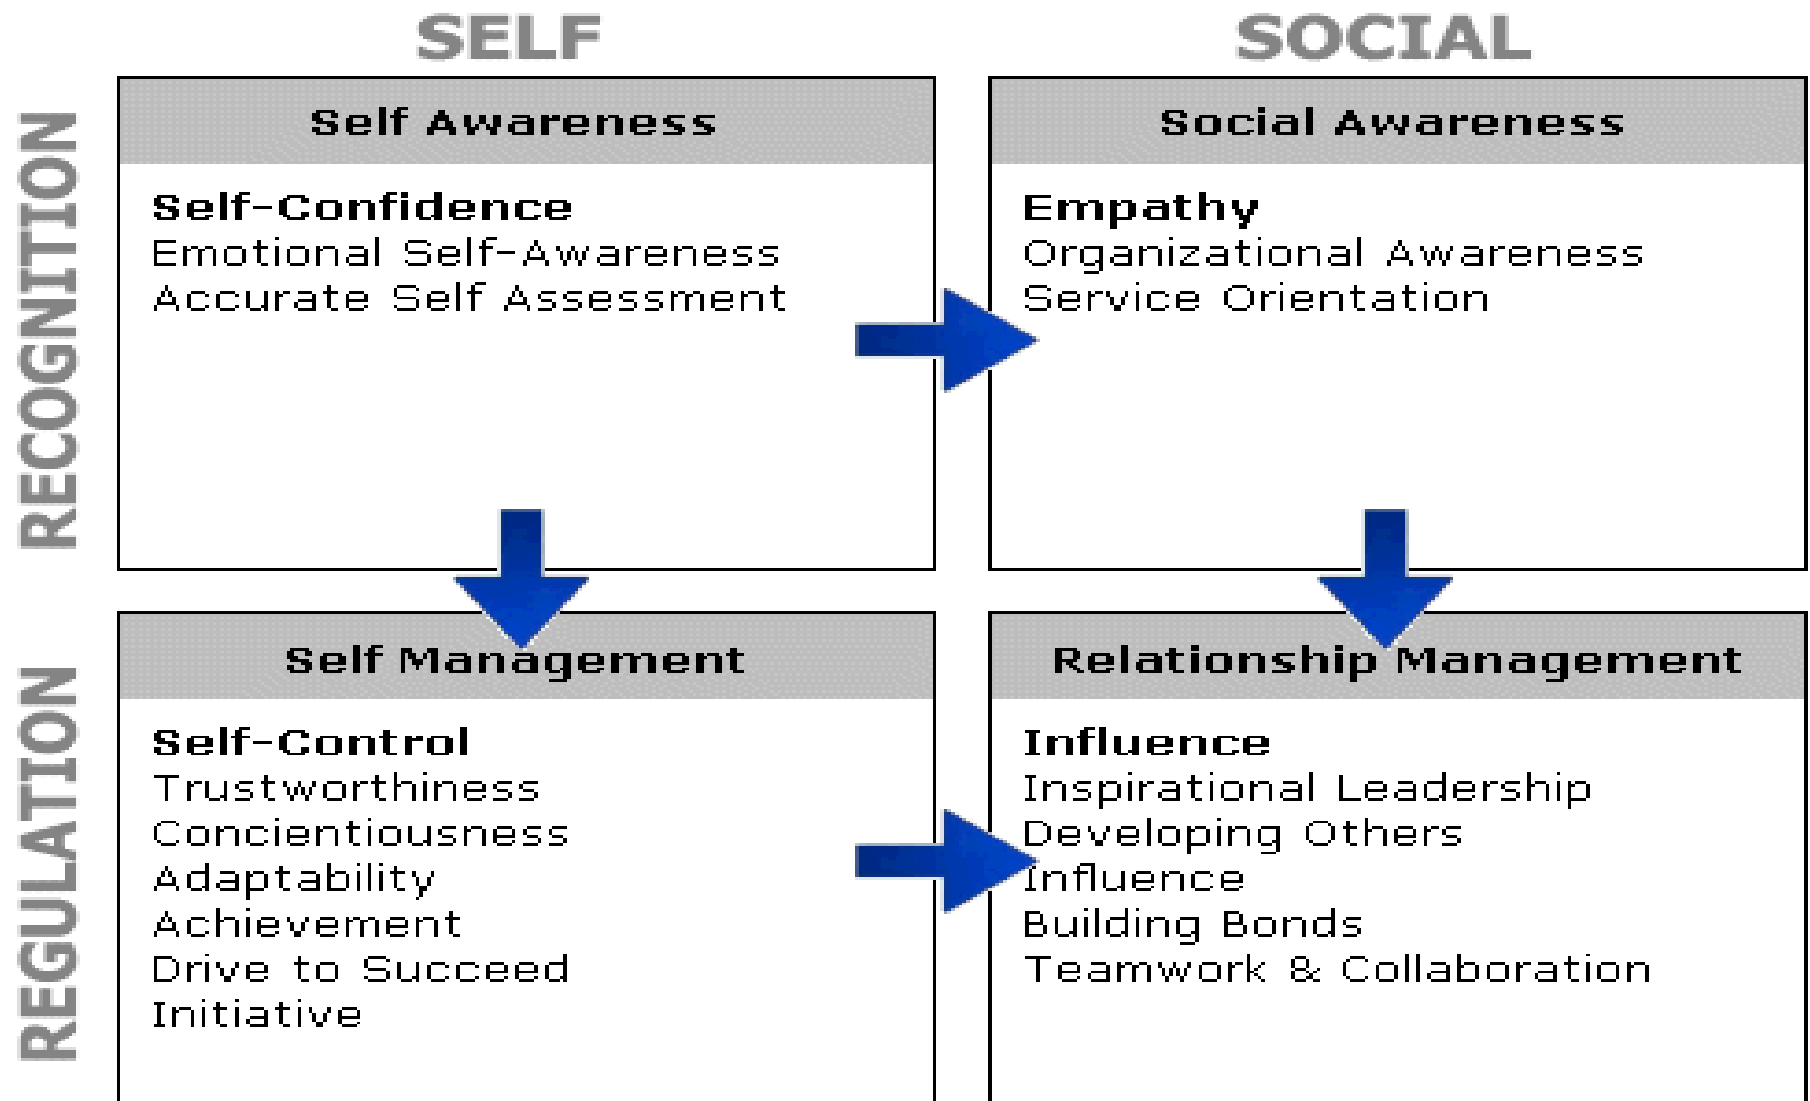 SELF
SOCIAL
RECOGNITION
Self Awareness
Self-Confidence
Emotional Self-Awareness
Accurate Self Assessment
Social Awareness
Empathy
Organizational Awareness
Service Orientation
REGULATION
Self Management
Self-Control
Trustworthiness
Concientiousness
Adaptability
Achievement
Drive to Succeed
Initiative
Relationship Management
Influence
Inspirational Leadership
Developing Others
Influence
Building Bonds
Teamwork & Collaboration